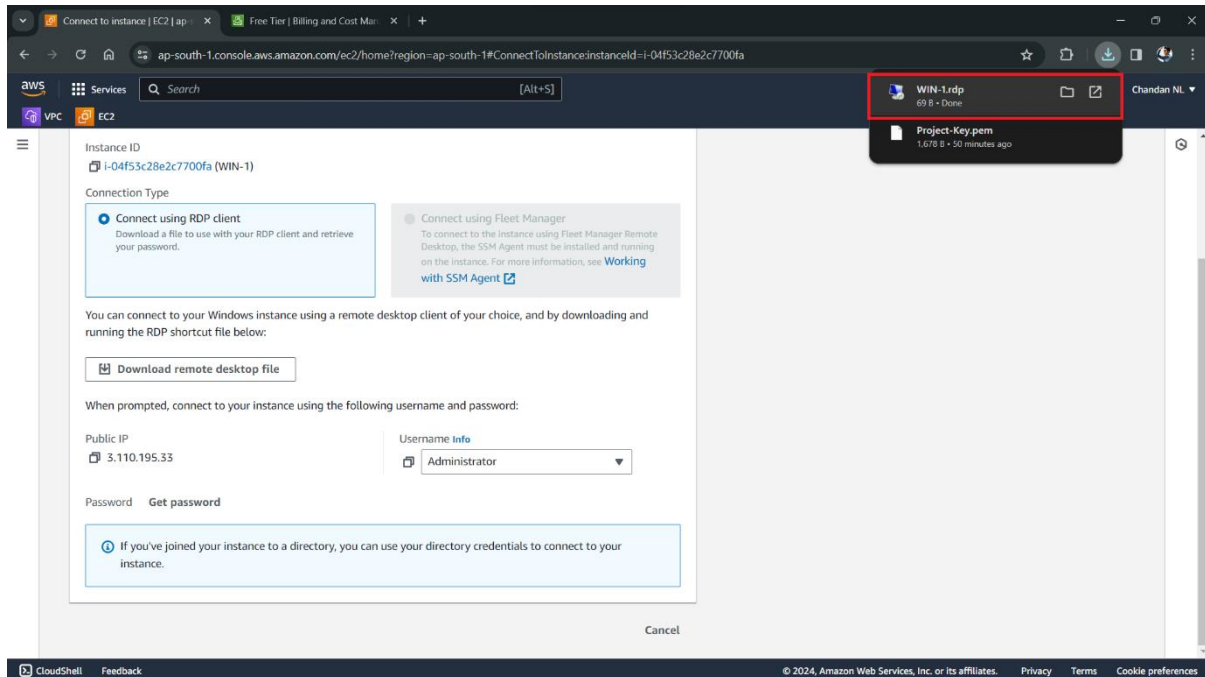 Connect to instance | EC2 | ap-s
Free Tier | Billing and Cost Man
ap-south-1.console.aws.amazon.com/ec2/home?region=ap-south-1#ConnectToInstance:instanceId=i-04f53c28e2c7700fa
aws
Services
Search
[Alt+S]
Chandan NL
VPC
EC2
WIN-1.rdp
69 B • Done
Project-Key.pem
1,678 B • 50 minutes ago
Instance ID
i-04f53c28e2c7700fa (WIN-1)
Connection Type
Connect using RDP client
Download a file to use with your RDP client and retrieve
your password.
Connect using Fleet Manager
To connect to the instance using Fleet Manager Remote
Desktop, the SSM Agent must be installed and running
on the instance. For more information, see Working
with SSM Agent
You can connect to your Windows instance using a remote desktop client of your choice, and by downloading and
running the RDP shortcut file below:
Download remote desktop file
When prompted, connect to your instance using the following username and password:
Public IP
3.110.195.33
Username Info
Administrator
Password Get password
If you've joined your instance to a directory, you can use your directory credentials to connect to your
instance.
Cancel
CloudShell Feedback
© 2024, Amazon Web Services, Inc. or its affiliates. Privacy Terms Cookie preferences